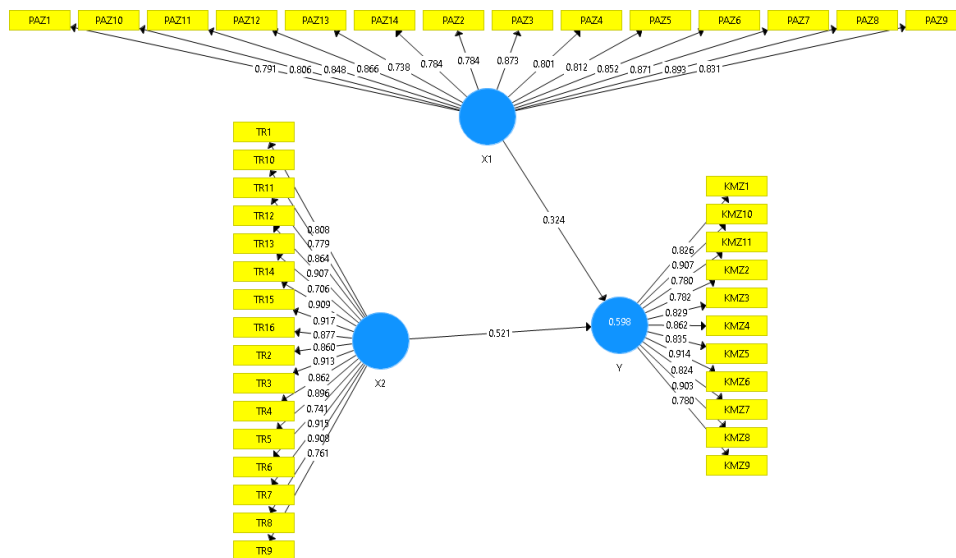 PAZ1 PAZ10 PAZ11 PAZ12 PAZ13 PAZ14 PAZ2 PAZ3 PAZ4 PAZ5 PAZ6 PAZ7 PAZ8 PAZ9
0.791 0.806 0.848 0.866 0.738 0.784 0.784 0.873 0.801 0.812 0.852 0.871 0.893 0.831
X1
0.324
TR1
TR10
TR11
TR12
TR13
TR14
TR15
TR16
TR2
TR3
TR4
TR5
TR6
TR7
TR8
TR9
0.808
0.779
0.864
0.907
0.706
0.909
0.917
0.877
0.860
0.913
0.862
0.896
0.741
0.915
0.908
0.761
X2
0.521
0.598
Y
0.826
0.907
0.780
0.782
0.829
0.862
0.835
0.914
0.824
0.903
0.780
KMZ1
KMZ10
KMZ11
KMZ2
KMZ3
KMZ4
KMZ5
KMZ6
KMZ7
KMZ8
KMZ9